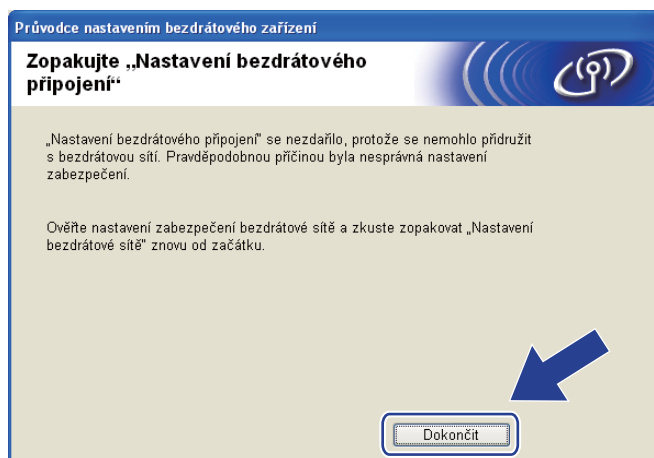 Průvodce nastavením bezdrátového zařízení
Zopakujte „Nastavení bezdrátového
připojení“
„Nastavení bezdrátového připojení" se nezdařilo, protože se nemohlo přidružit
s bezdrátovou sítí. Pravděpodobnou příčinou byla nesprávná nastavení
zabezpečení.
Ověřte nastavení zabezpečení bezdrátové sítě a zkuste zopakovat „Nastavení
bezdrátové sítě" znovu od začátku.
Dokončit